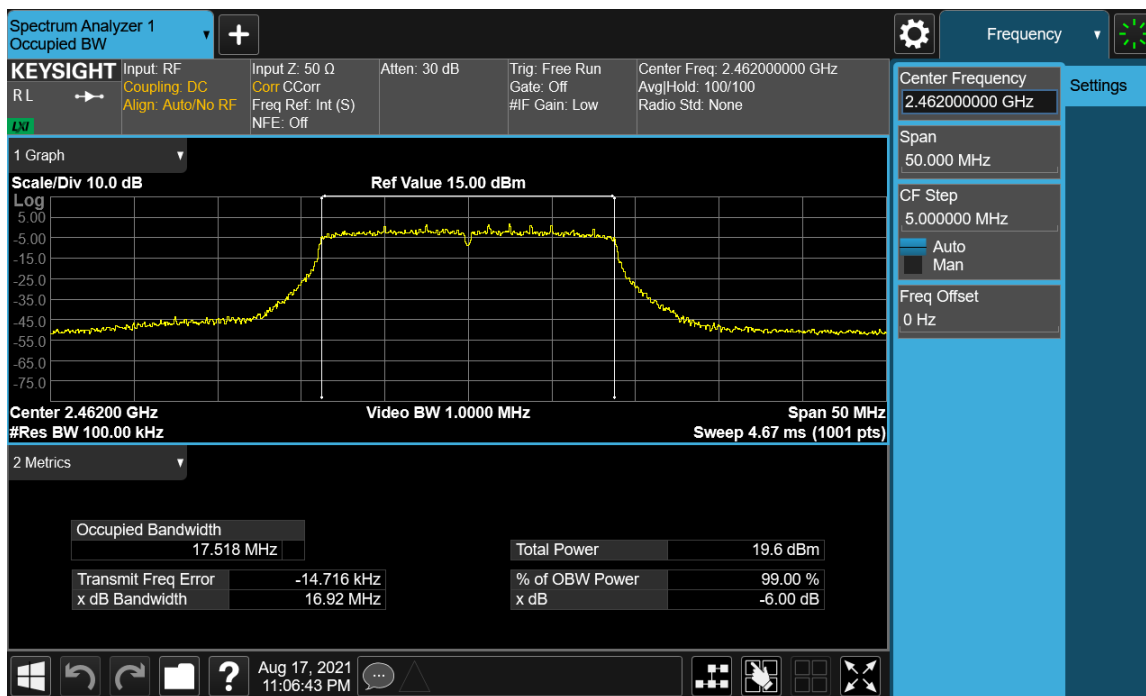 Spectrum Analyzer 1
Occupied BW
+
Frequency
KEYSIGHT
RL
LXI
Input: RF
Coupling: DC
Align: Auto/No RF
Input Z: 50 Ω
Corr CCorr
Freq Ref: Int (S)
NFE: Off
Atten: 30 dB
Trig: Free Run
Gate: Off
#IF Gain: Low
Center Freq: 2.462000000 GHz
Avg|Hold: 100/100
Radio Std: None
Center Frequency
2.462000000 GHz
Settings
Span
50.000 MHz
CF Step
5.000000 MHz
Auto
Man
Freq Offset
0 Hz
1 Graph
Scale/Div 10.0 dB
Ref Value 15.00 dBm
Log
5.00
-5.00
-15.0
-25.0
-35.0
-45.0
-55.0
-65.0
-75.0
Center 2.46200 GHz
Video BW 1.0000 MHz
Span 50 MHz
#Res BW 100.00 kHz
Sweep 4.67 ms (1001 pts)
2 Metrics
Occupied Bandwidth
17.518 MHz
Total Power 19.6 dBm
Transmit Freq Error -14.716 kHz
% of OBW Power 99.00 %
x dB Bandwidth 16.92 MHz
x dB -6.00 dB
?
Aug 17, 2021
11:06:43 PM